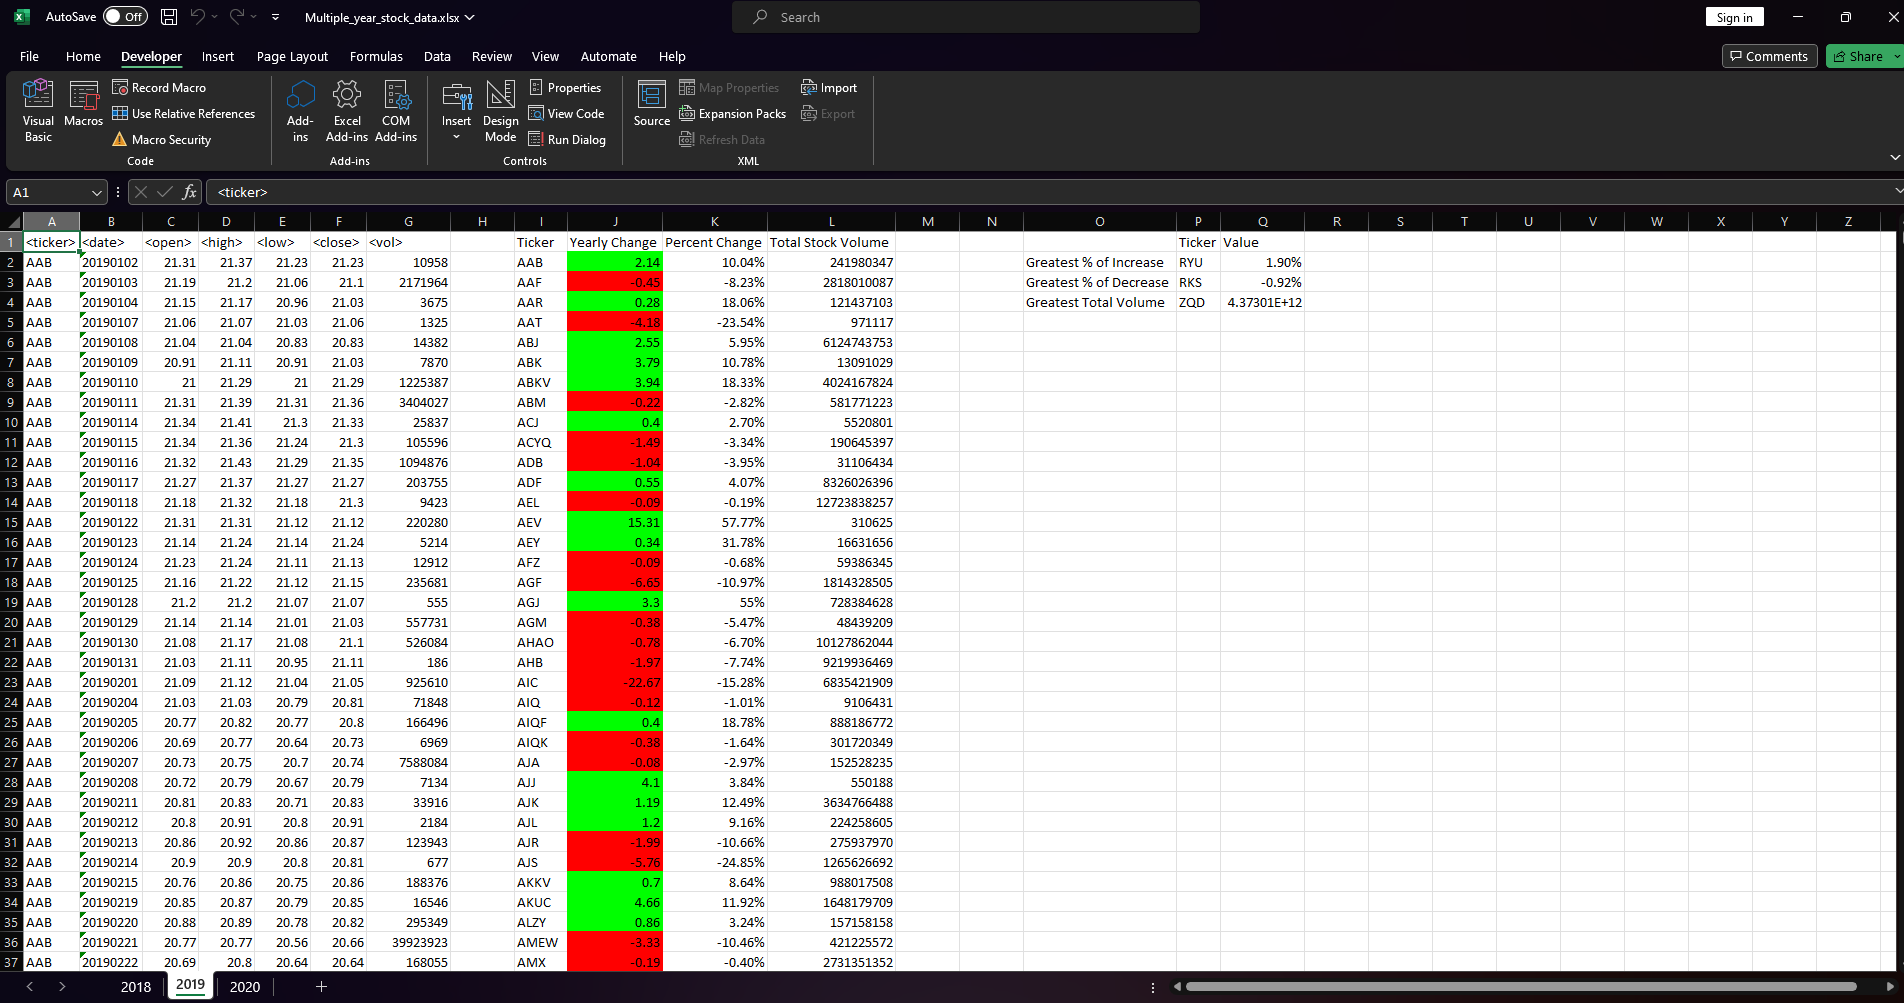 AutoSave Off Multiple_year_stock_data.xlsx Search Sign in
File Home Developer Insert Page Layout Formulas Data Review View Automate Help Comments Share
Visual Basic
Macros
Record Macro
Use Relative References
Macro Security
Code
Add-ins
Excel Add-ins
COM Add-ins
Add-ins
Insert
Design Mode
Properties
View Code
Run Dialog
Controls
Source
Map Properties
Expansion Packs
Refresh Data
Import
Export
XML
A1 fx <ticker>
A B C D E F G H I J K L M N O P Q R S T U V W X Y Z
1 <ticker> <date> <open> <high> <low> <close> <vol> Ticker Yearly Change Percent Change Total Stock Volume Ticker Value
2 AAB 20190102 21.31 21.37 21.23 21.23 10958 AAB 2.14 10.04% 241980347 Greatest % of Increase RYU 1.90%
3 AAB 20190103 21.19 21.2 21.06 21.1 2171964 AAF -0.45 -8.23% 2818010087 Greatest % of Decrease RKS -0.92%
4 AAB 20190104 21.15 21.17 20.96 21.03 3675 AAR 0.28 18.06% 121437103 Greatest Total Volume ZQD 4.37301E+12
5 AAB 20190107 21.06 21.07 21.03 21.06 1325 AAT -4.18 -23.54% 971117
6 AAB 20190108 21.04 21.04 20.83 20.83 14382 ABJ 2.55 5.95% 6124743753
7 AAB 20190109 20.91 21.11 20.91 21.03 7870 ABK 3.79 10.78% 13091029
8 AAB 20190110 21 21.29 21 21.29 1225387 ABKV 3.94 18.33% 4024167824
9 AAB 20190111 21.31 21.39 21.31 21.36 3404027 ABM -0.22 -2.82% 581771223
10 AAB 20190114 21.34 21.41 21.3 21.33 25837 ACJ 0.4 2.70% 5520801
11 AAB 20190115 21.34 21.36 21.24 21.3 105596 ACYQ -1.49 -3.34% 190645397
12 AAB 20190116 21.32 21.43 21.29 21.35 1094876 ADB -1.04 -3.95% 31106434
13 AAB 20190117 21.27 21.37 21.27 21.27 203755 ADF 0.55 4.07% 8326026396
14 AAB 20190118 21.18 21.32 21.18 21.3 9423 AEL -0.09 -0.19% 12723838257
15 AAB 20190122 21.31 21.31 21.12 21.12 220280 AEV 15.31 57.77% 310625
16 AAB 20190123 21.14 21.24 21.14 21.24 5214 AEY 0.34 31.78% 16631656
17 AAB 20190124 21.23 21.24 21.11 21.13 12912 AFZ -0.09 -0.68% 59386345
18 AAB 20190125 21.16 21.22 21.12 21.15 235681 AGF -6.65 -10.97% 1814328505
19 AAB 20190128 21.2 21.2 21.07 21.07 555 AGJ 3.3 55% 728384628
20 AAB 20190129 21.14 21.14 21.01 21.03 557731 AGM -0.38 -5.47% 48439209
21 AAB 20190130 21.08 21.17 21.08 21.1 526084 AHAO -0.78 -6.70% 10127862044
22 AAB 20190131 21.03 21.11 20.95 21.11 186 AHB -1.97 -7.74% 9219936469
23 AAB 20190201 21.09 21.12 21.04 21.05 925610 AIC -22.67 -15.28% 6835421909
24 AAB 20190204 21.03 21.03 20.79 20.81 71848 AIQ -0.12 -1.01% 9106431
25 AAB 20190205 20.77 20.82 20.77 20.8 166496 AIQF 0.4 18.78% 888186772
26 AAB 20190206 20.69 20.77 20.64 20.73 6969 AIQK -0.38 -1.64% 301720349
27 AAB 20190207 20.73 20.75 20.7 20.74 7588084 AJA -0.08 -2.97% 152528235
28 AAB 20190208 20.72 20.79 20.67 20.79 7134 AJJ 4.1 3.84% 550188
29 AAB 20190211 20.81 20.83 20.71 20.83 33916 AJK 1.19 12.49% 3634766488
30 AAB 20190212 20.8 20.91 20.8 20.91 2184 AJL 1.2 9.16% 224258605
31 AAB 20190213 20.86 20.92 20.86 20.87 123943 AJR -1.99 -10.66% 275937970
32 AAB 20190214 20.9 20.9 20.8 20.81 677 AJS -5.76 -24.85% 1265626692
33 AAB 20190215 20.76 20.86 20.75 20.86 188376 AKKV 0.7 8.64% 988017508
34 AAB 20190219 20.85 20.87 20.79 20.85 16546 AKUC 4.66 11.92% 1648179709
35 AAB 20190220 20.88 20.89 20.78 20.82 295349 ALZY 0.86 3.24% 157158158
36 AAB 20190221 20.77 20.77 20.56 20.66 39923923 AMEW -3.33 -10.46% 421225572
37 AAB 20190222 20.69 20.8 20.64 20.64 168055 AMX -0.19 -0.40% 2731351352
2018 2019 2020